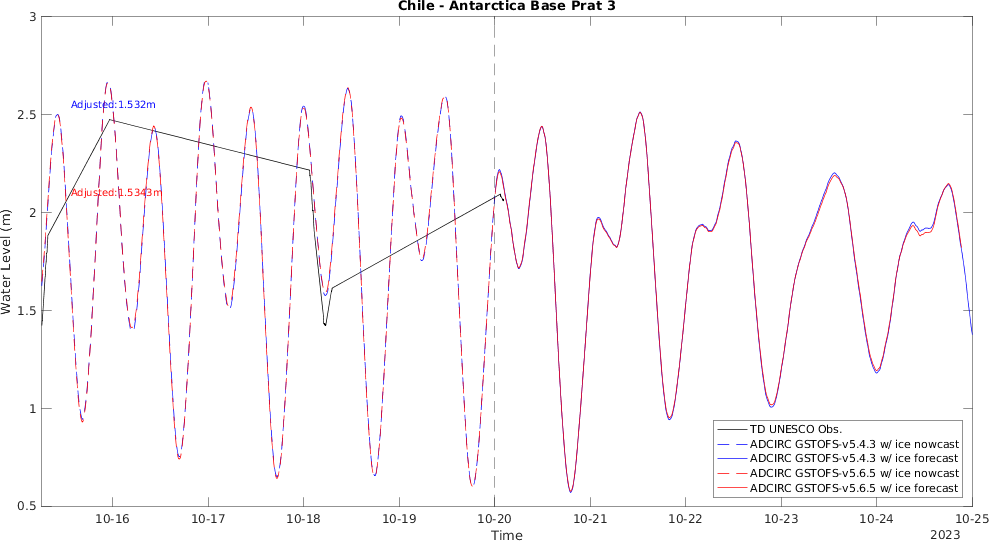 Chile - Antarctica Base Prat 3
3
2.5
2
1.5
1
0.5
Water Level (m)
Adjusted:1.532m
Adjusted:1.5343m
TD UNESCO Obs.
ADCIRC GSTOFS-v5.4.3 w/ ice nowcast
ADCIRC GSTOFS-v5.4.3 w/ ice forecast
ADCIRC GSTOFS-v5.6.5 w/ ice nowcast
ADCIRC GSTOFS-v5.6.5 w/ ice forecast
10-16 10-17 10-18 10-19 10-20 10-21 10-22 10-23 10-24 10-25
Time
2023